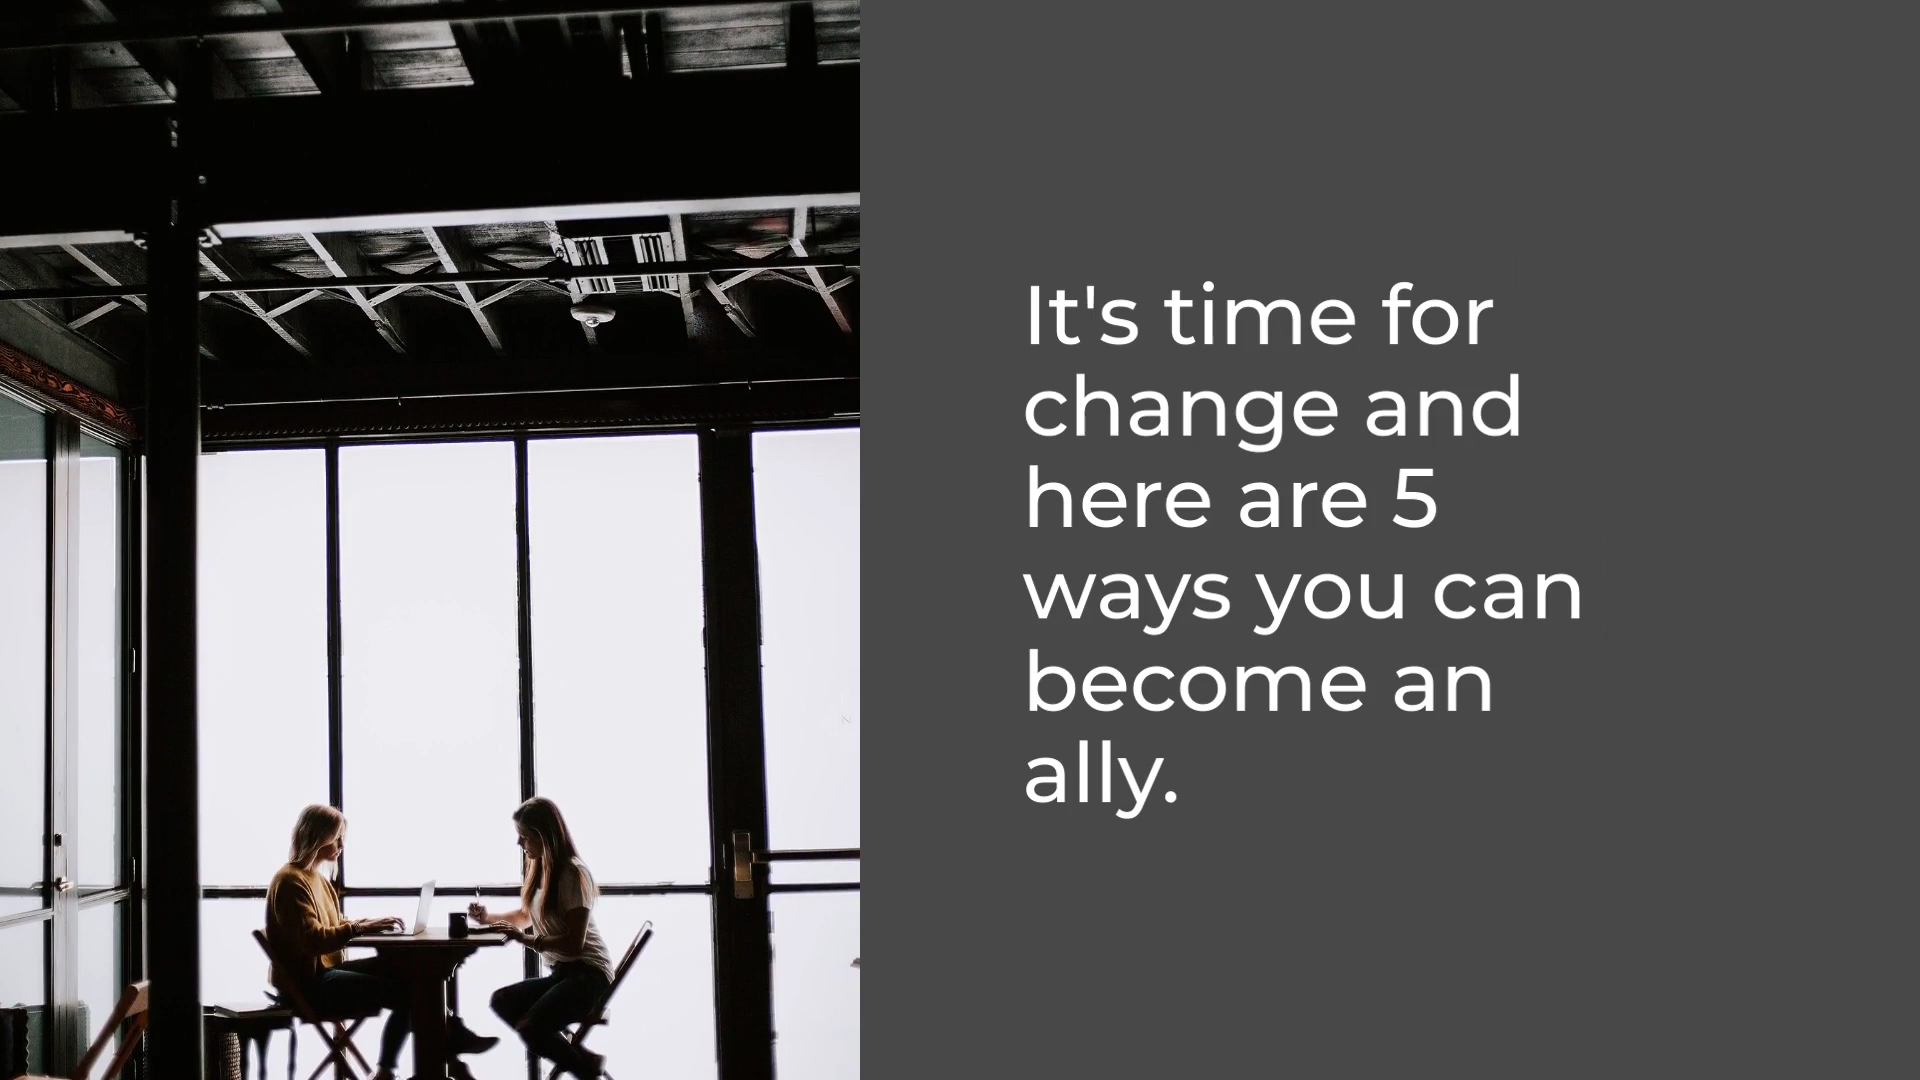 It's time for
change and
here are 5
ways you can
become an
ally.